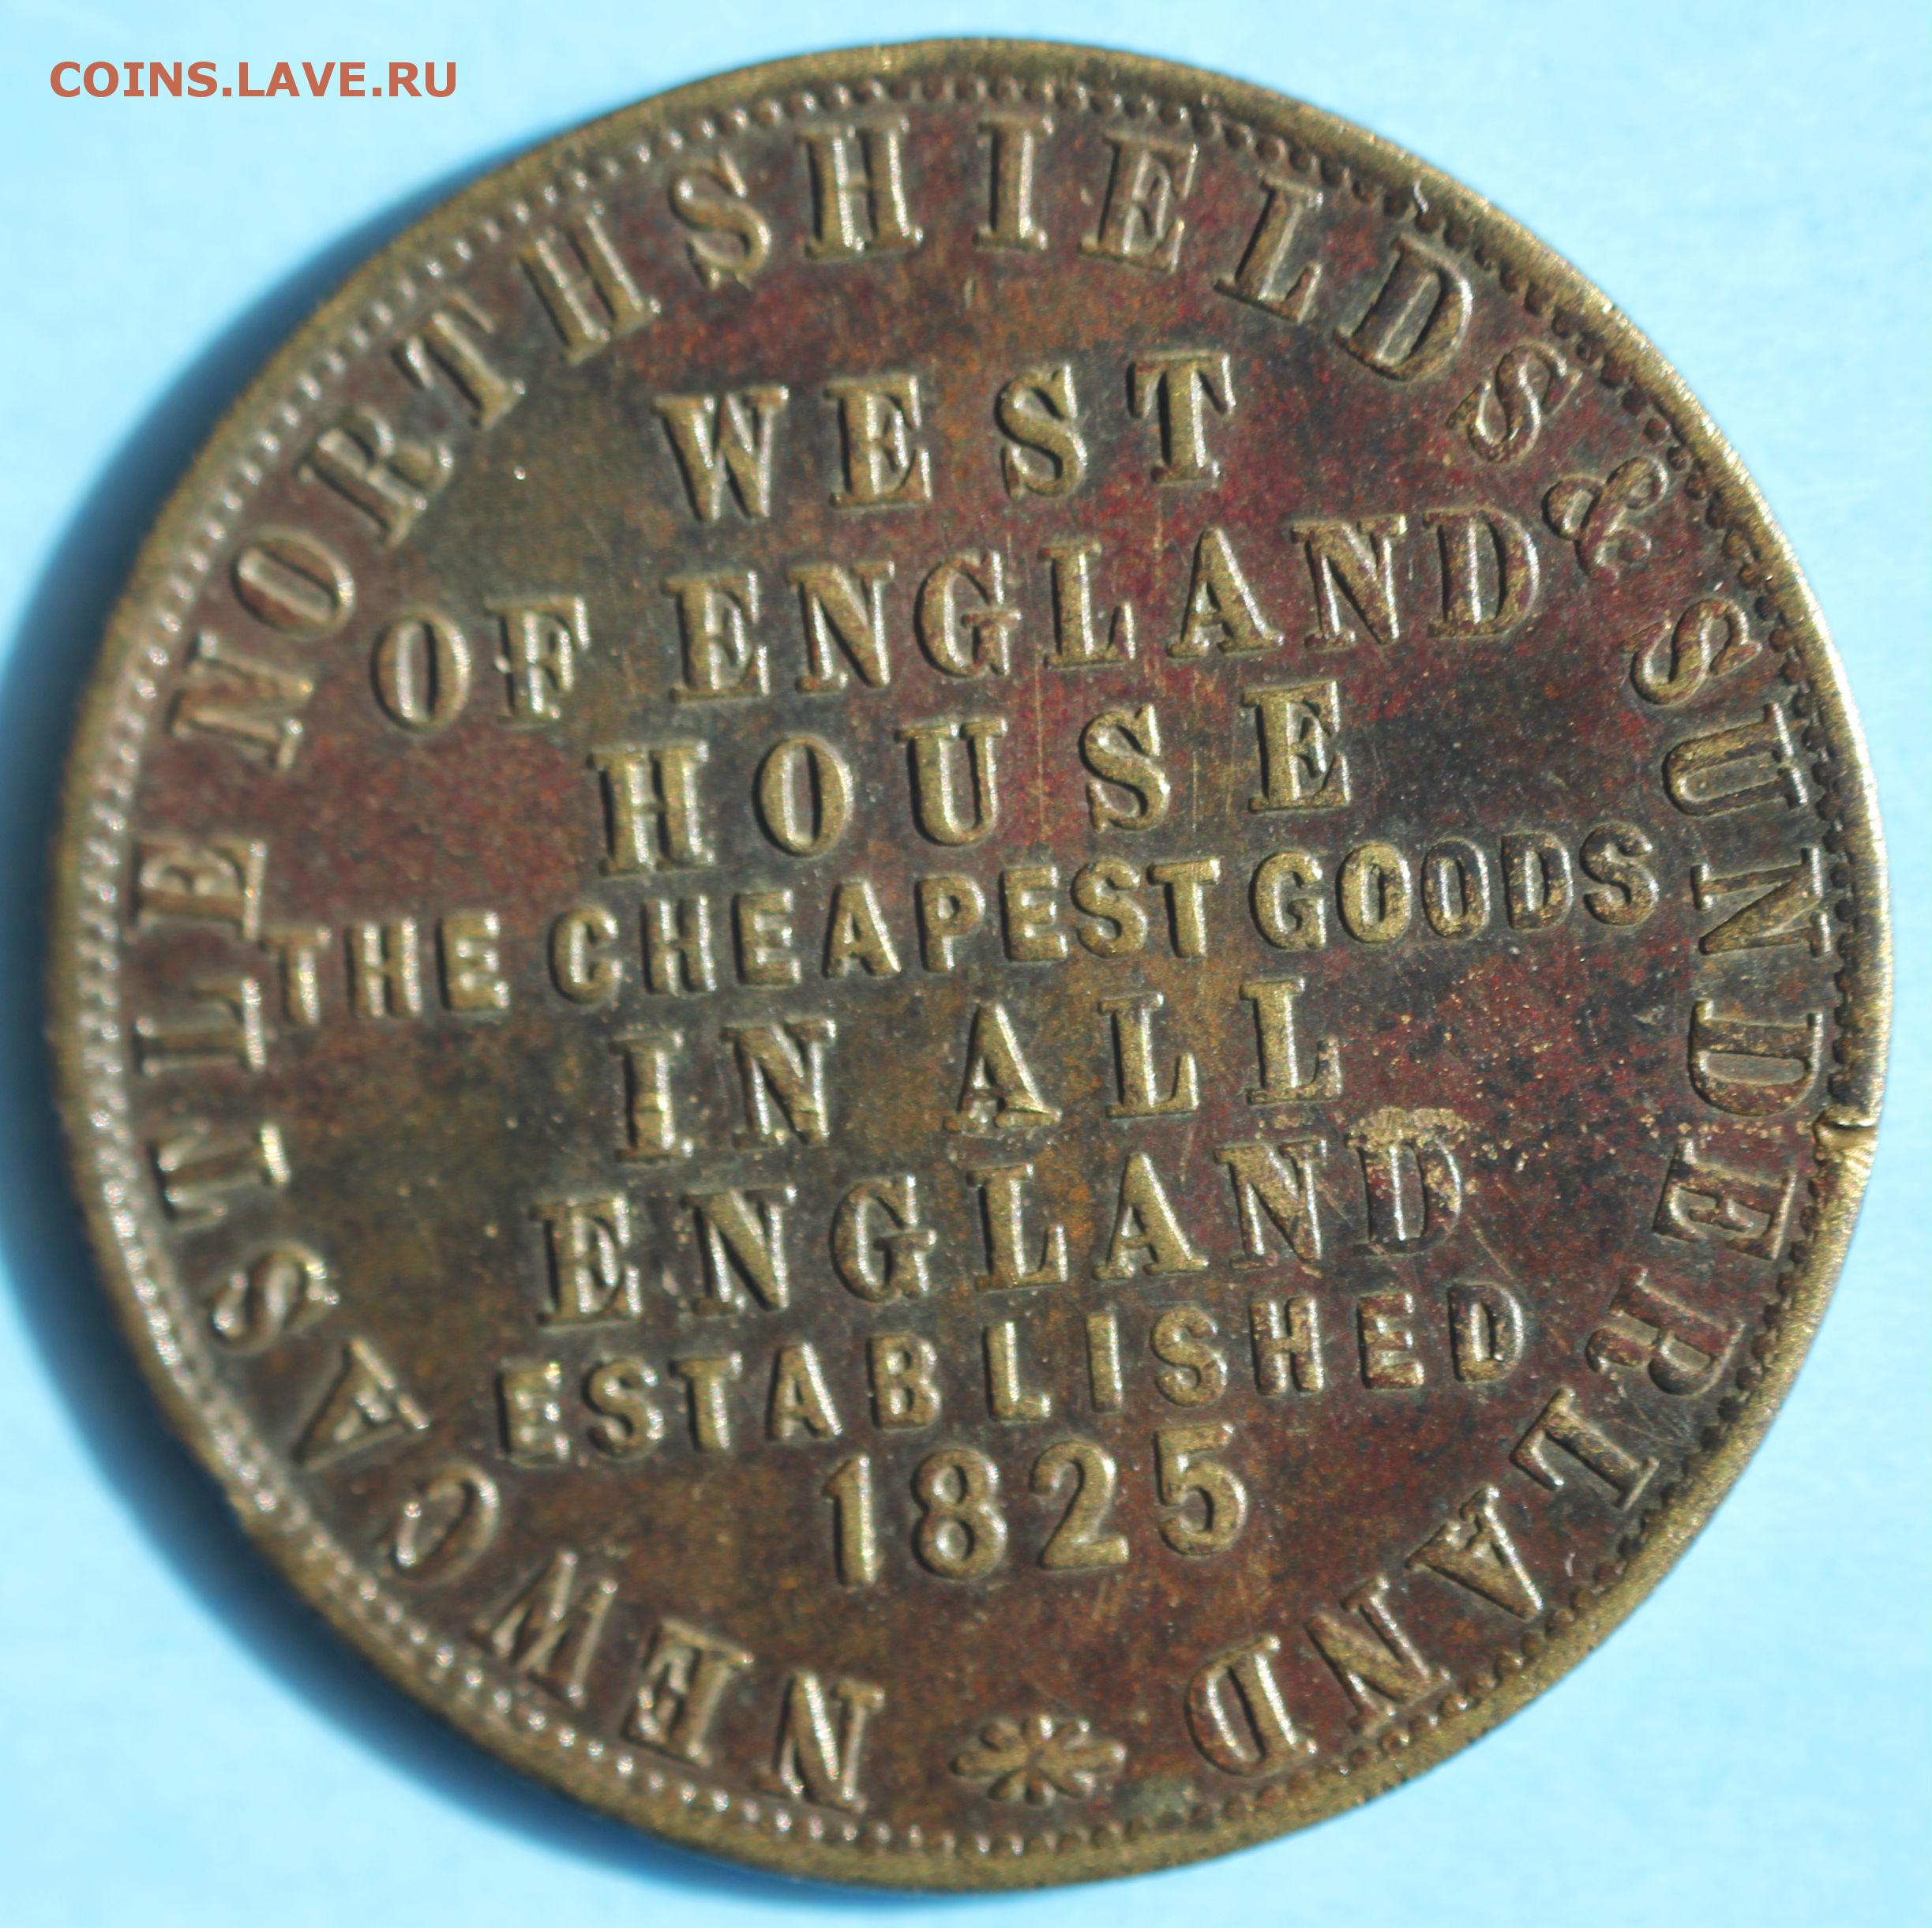 COINS.LAVE.RU
NEWCASTLE NORTH SHIELDS & SUNDERLAND
WEST
OF ENGLAND
HOUSE
THE CHEAPEST GOODS
IN ALL
ENGLAND
ESTABLISHED
1825